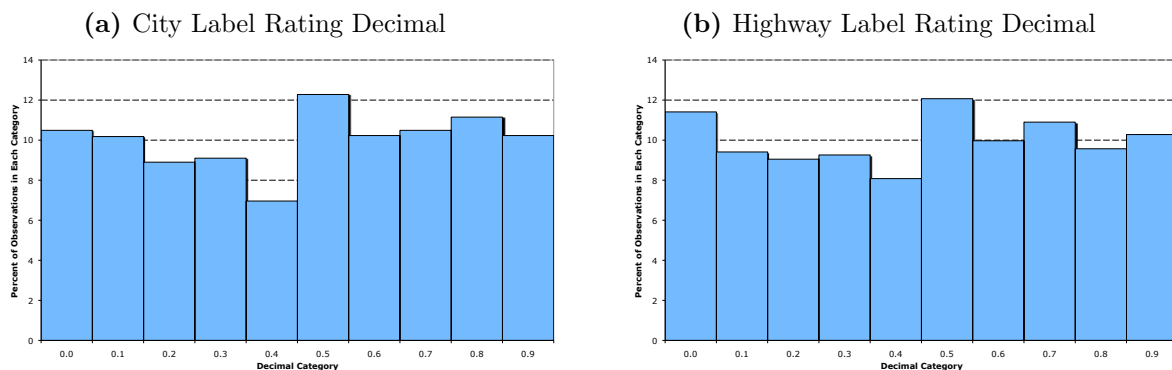 (a) City Label Rating Decimal
14
12
10
8
6
4
2
0
Percent of Observations in Each Category
0.0 0.1 0.2 0.3 0.4 0.5 0.6 0.7 0.8 0.9
Decimal Category
(b) Highway Label Rating Decimal
14
12
10
8
6
4
2
0
Percent of Observations in Each Category
0.0 0.1 0.2 0.3 0.4 0.5 0.6 0.7 0.8 0.9
Decimal Category